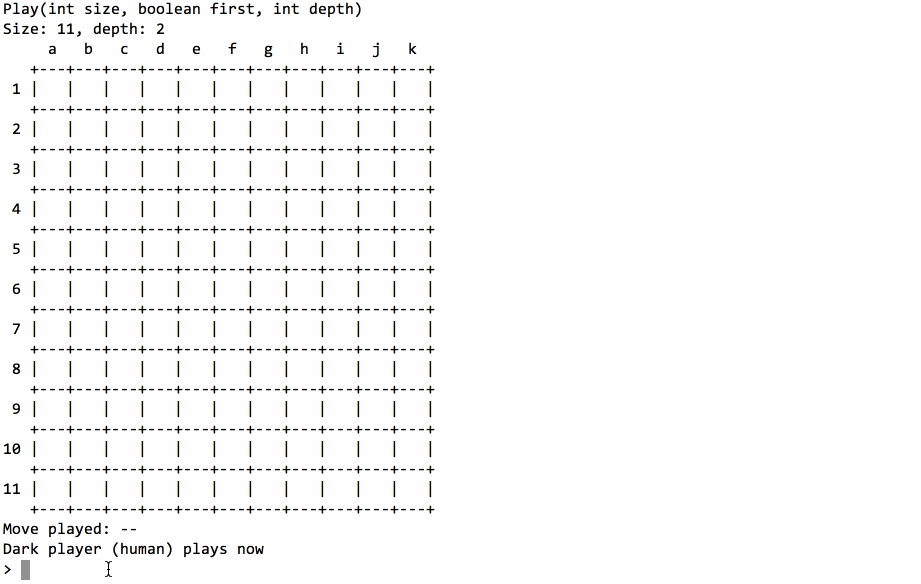 Play(int size, boolean first, int depth)
Size: 11, depth: 2
     a   b   c   d   e   f   g   h   i   j   k
   +---+---+---+---+---+---+---+---+---+---+---+
 1 |   |   |   |   |   |   |   |   |   |   |   |
   +---+---+---+---+---+---+---+---+---+---+---+
 2 |   |   |   |   |   |   |   |   |   |   |   |
   +---+---+---+---+---+---+---+---+---+---+---+
 3 |   |   |   |   |   |   |   |   |   |   |   |
   +---+---+---+---+---+---+---+---+---+---+---+
 4 |   |   |   |   |   |   |   |   |   |   |   |
   +---+---+---+---+---+---+---+---+---+---+---+
 5 |   |   |   |   |   |   |   |   |   |   |   |
   +---+---+---+---+---+---+---+---+---+---+---+
 6 |   |   |   |   |   |   |   |   |   |   |   |
   +---+---+---+---+---+---+---+---+---+---+---+
 7 |   |   |   |   |   |   |   |   |   |   |   |
   +---+---+---+---+---+---+---+---+---+---+---+
 8 |   |   |   |   |   |   |   |   |   |   |   |
   +---+---+---+---+---+---+---+---+---+---+---+
 9 |   |   |   |   |   |   |   |   |   |   |   |
   +---+---+---+---+---+---+---+---+---+---+---+
10 |   |   |   |   |   |   |   |   |   |   |   |
   +---+---+---+---+---+---+---+---+---+---+---+
11 |   |   |   |   |   |   |   |   |   |   |   |
   +---+---+---+---+---+---+---+---+---+---+---+
Move played: --
Dark player (human) plays now
>